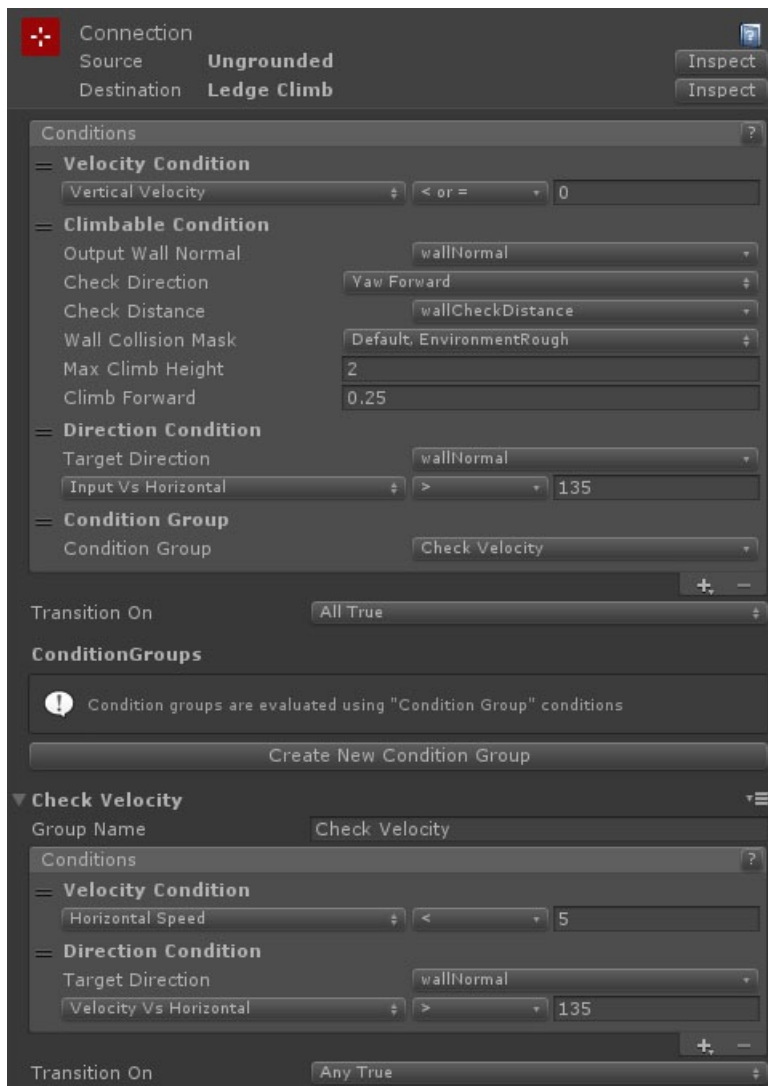 Connection
Source Ungrounded Inspect
Destination Ledge Climb Inspect
Conditions ?
Velocity Condition
Vertical Velocity < or = 0
Climbable Condition
Output Wall Normal wallNormal
Check Direction Yaw Forward
Check Distance wallCheckDistance
Wall Collision Mask Default, EnvironmentRough
Max Climb Height 2
Climb Forward 0.25
Direction Condition
Target Direction wallNormal
Input Vs Horizontal > 135
Condition Group
Condition Group Check Velocity
Transition On All True
ConditionGroups
Condition groups are evaluated using "Condition Group" conditions
Create New Condition Group
Check Velocity
Group Name Check Velocity
Conditions ?
Velocity Condition
Horizontal Speed < 5
Direction Condition
Target Direction wallNormal
Velocity Vs Horizontal > 135
Transition On Any True